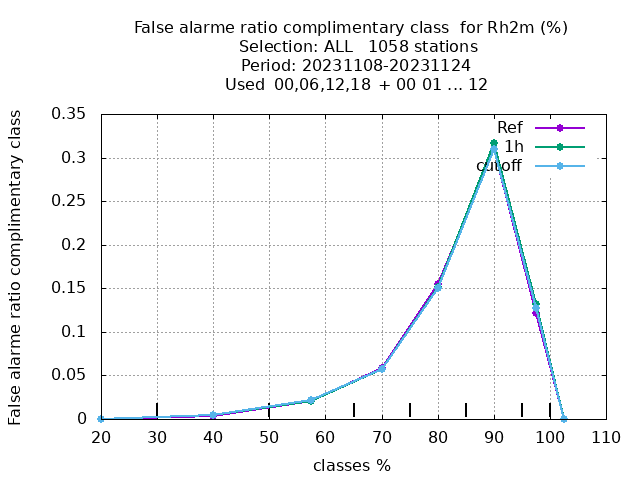 False alarme ratio complimentary class  for Rh2m (%)
Selection: ALL   1058 stations
Period: 20231108-20231124
Used  00,06,12,18  + 00 01 ... 12
False alarme ratio complimentary class
0.35
0.3
0.25
0.2
0.15
0.1
0.05
0
Ref
1h
cutoff
20 30 40 50 60 70 80 90 100 110
classes %